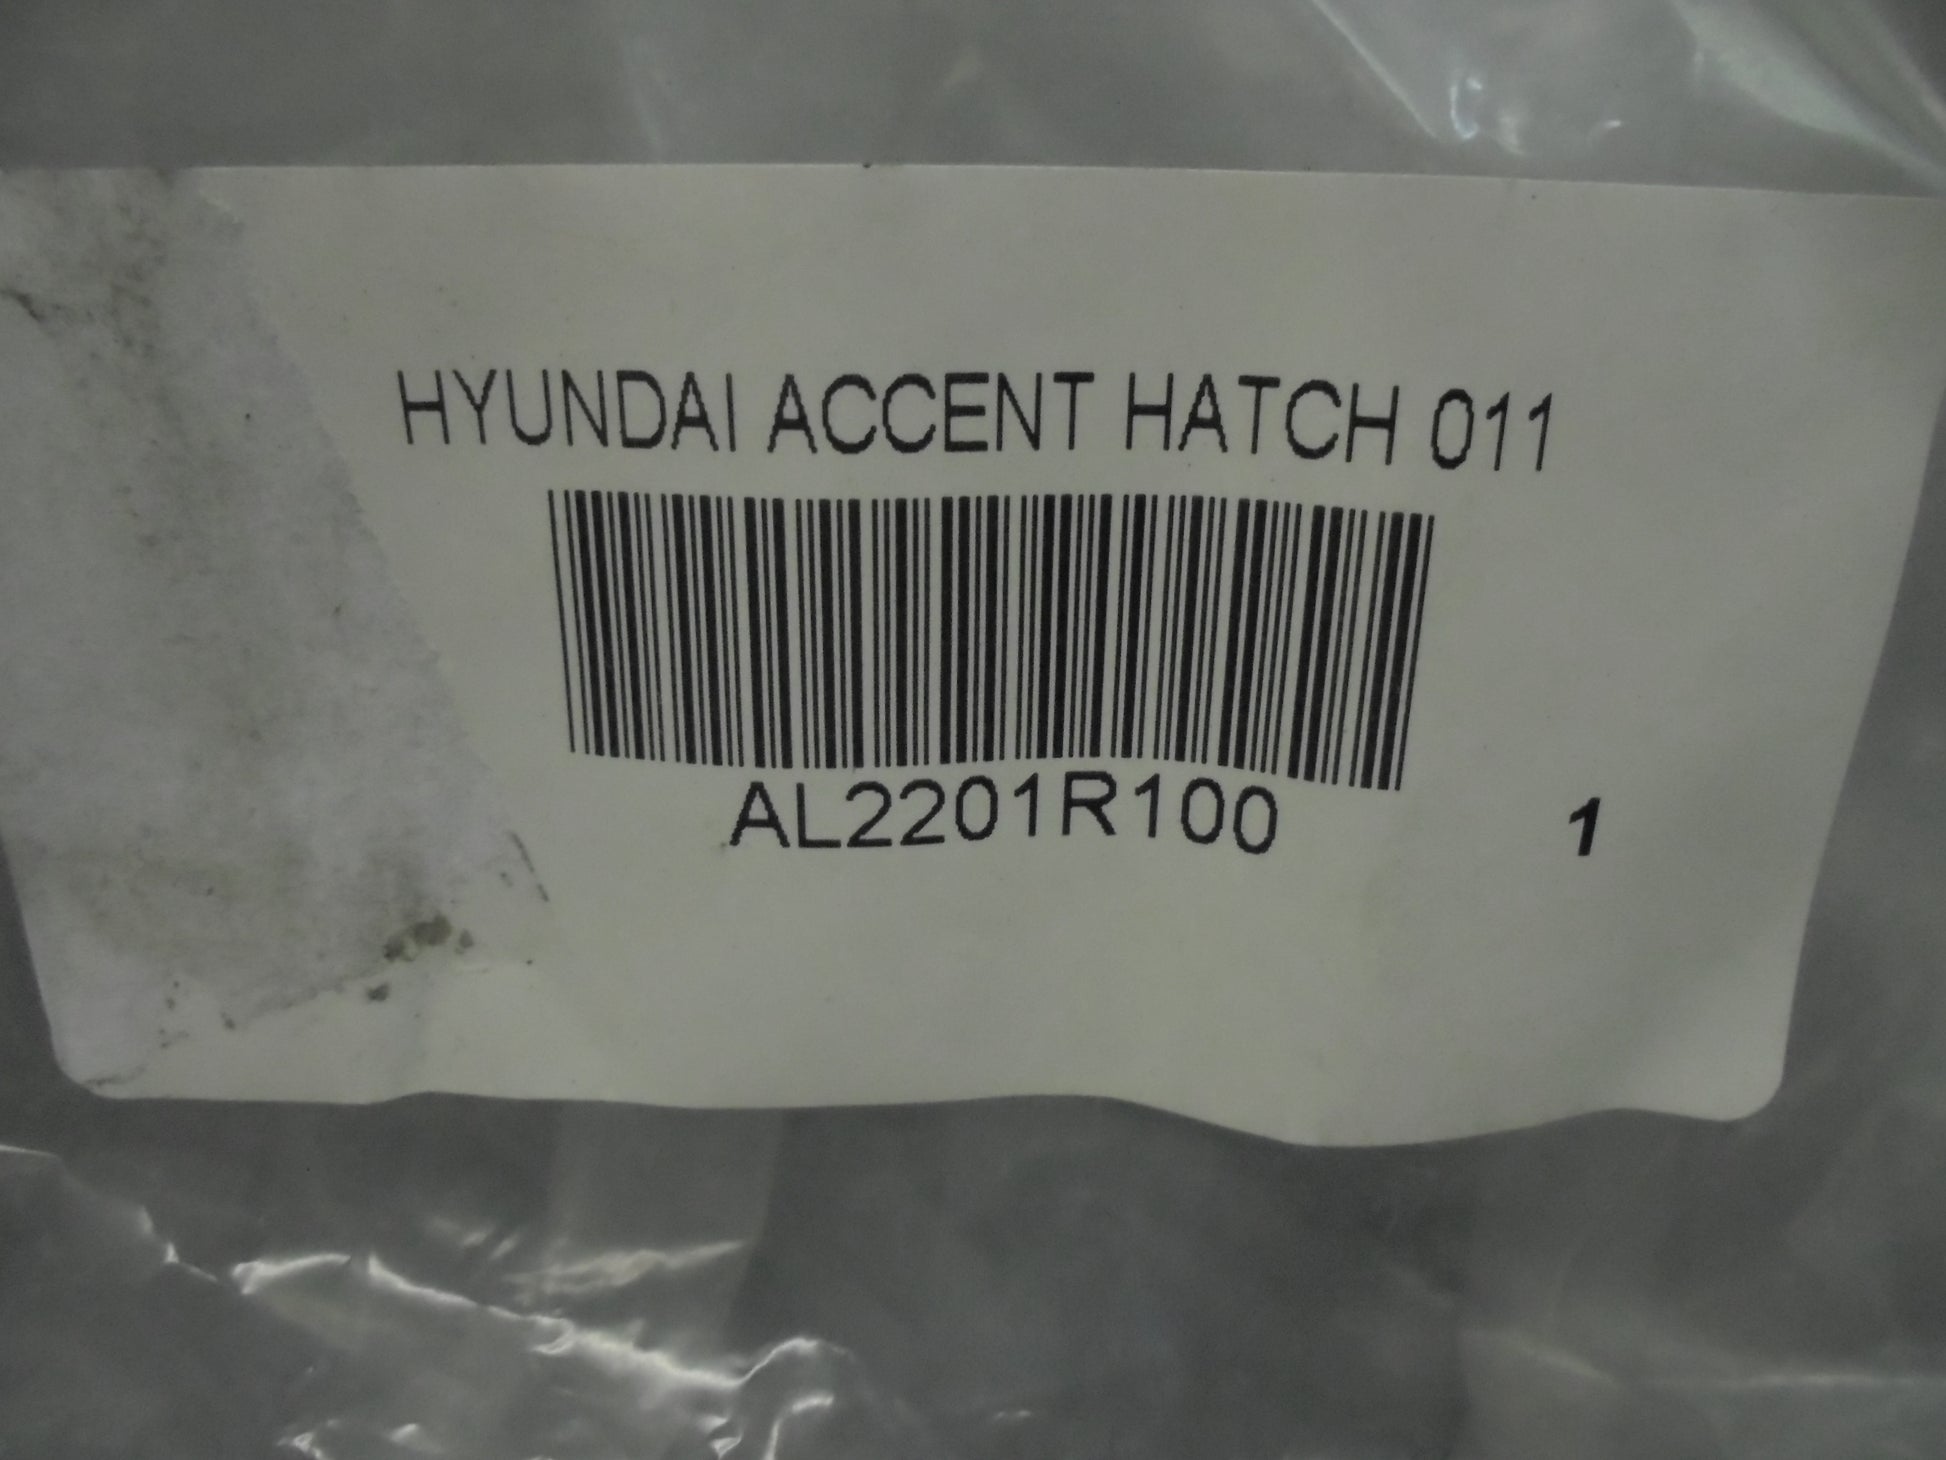 HYUNDAI ACCENT HATCH 011
AL2201R100 1